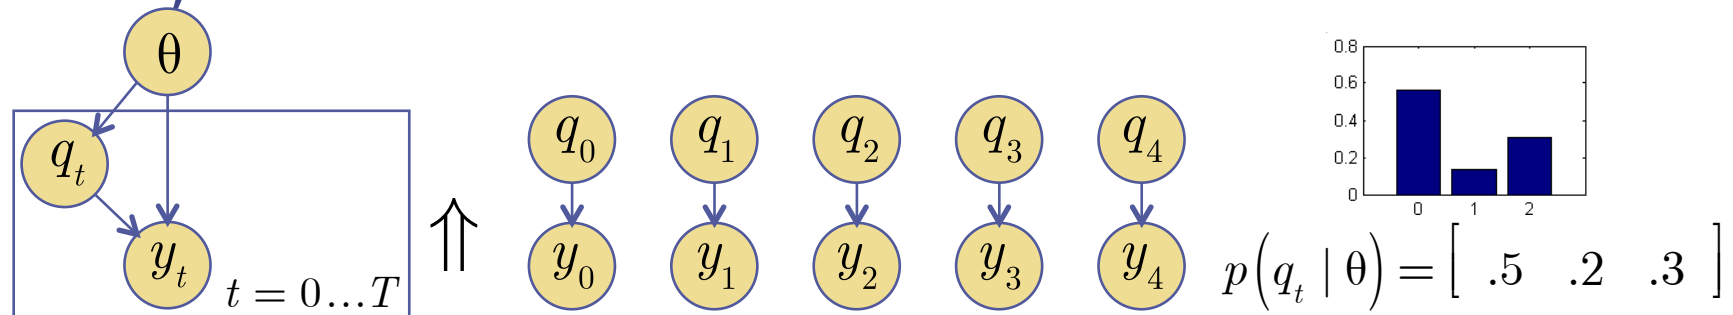 θ
q_t
y_t
t = 0…T
⇑
q_0 q_1 q_2 q_3 q_4
y_0 y_1 y_2 y_3 y_4
0.8
0.6
0.4
0.2
0
0 1 2
p(q_t | θ) = [ .5 .2 .3 ]